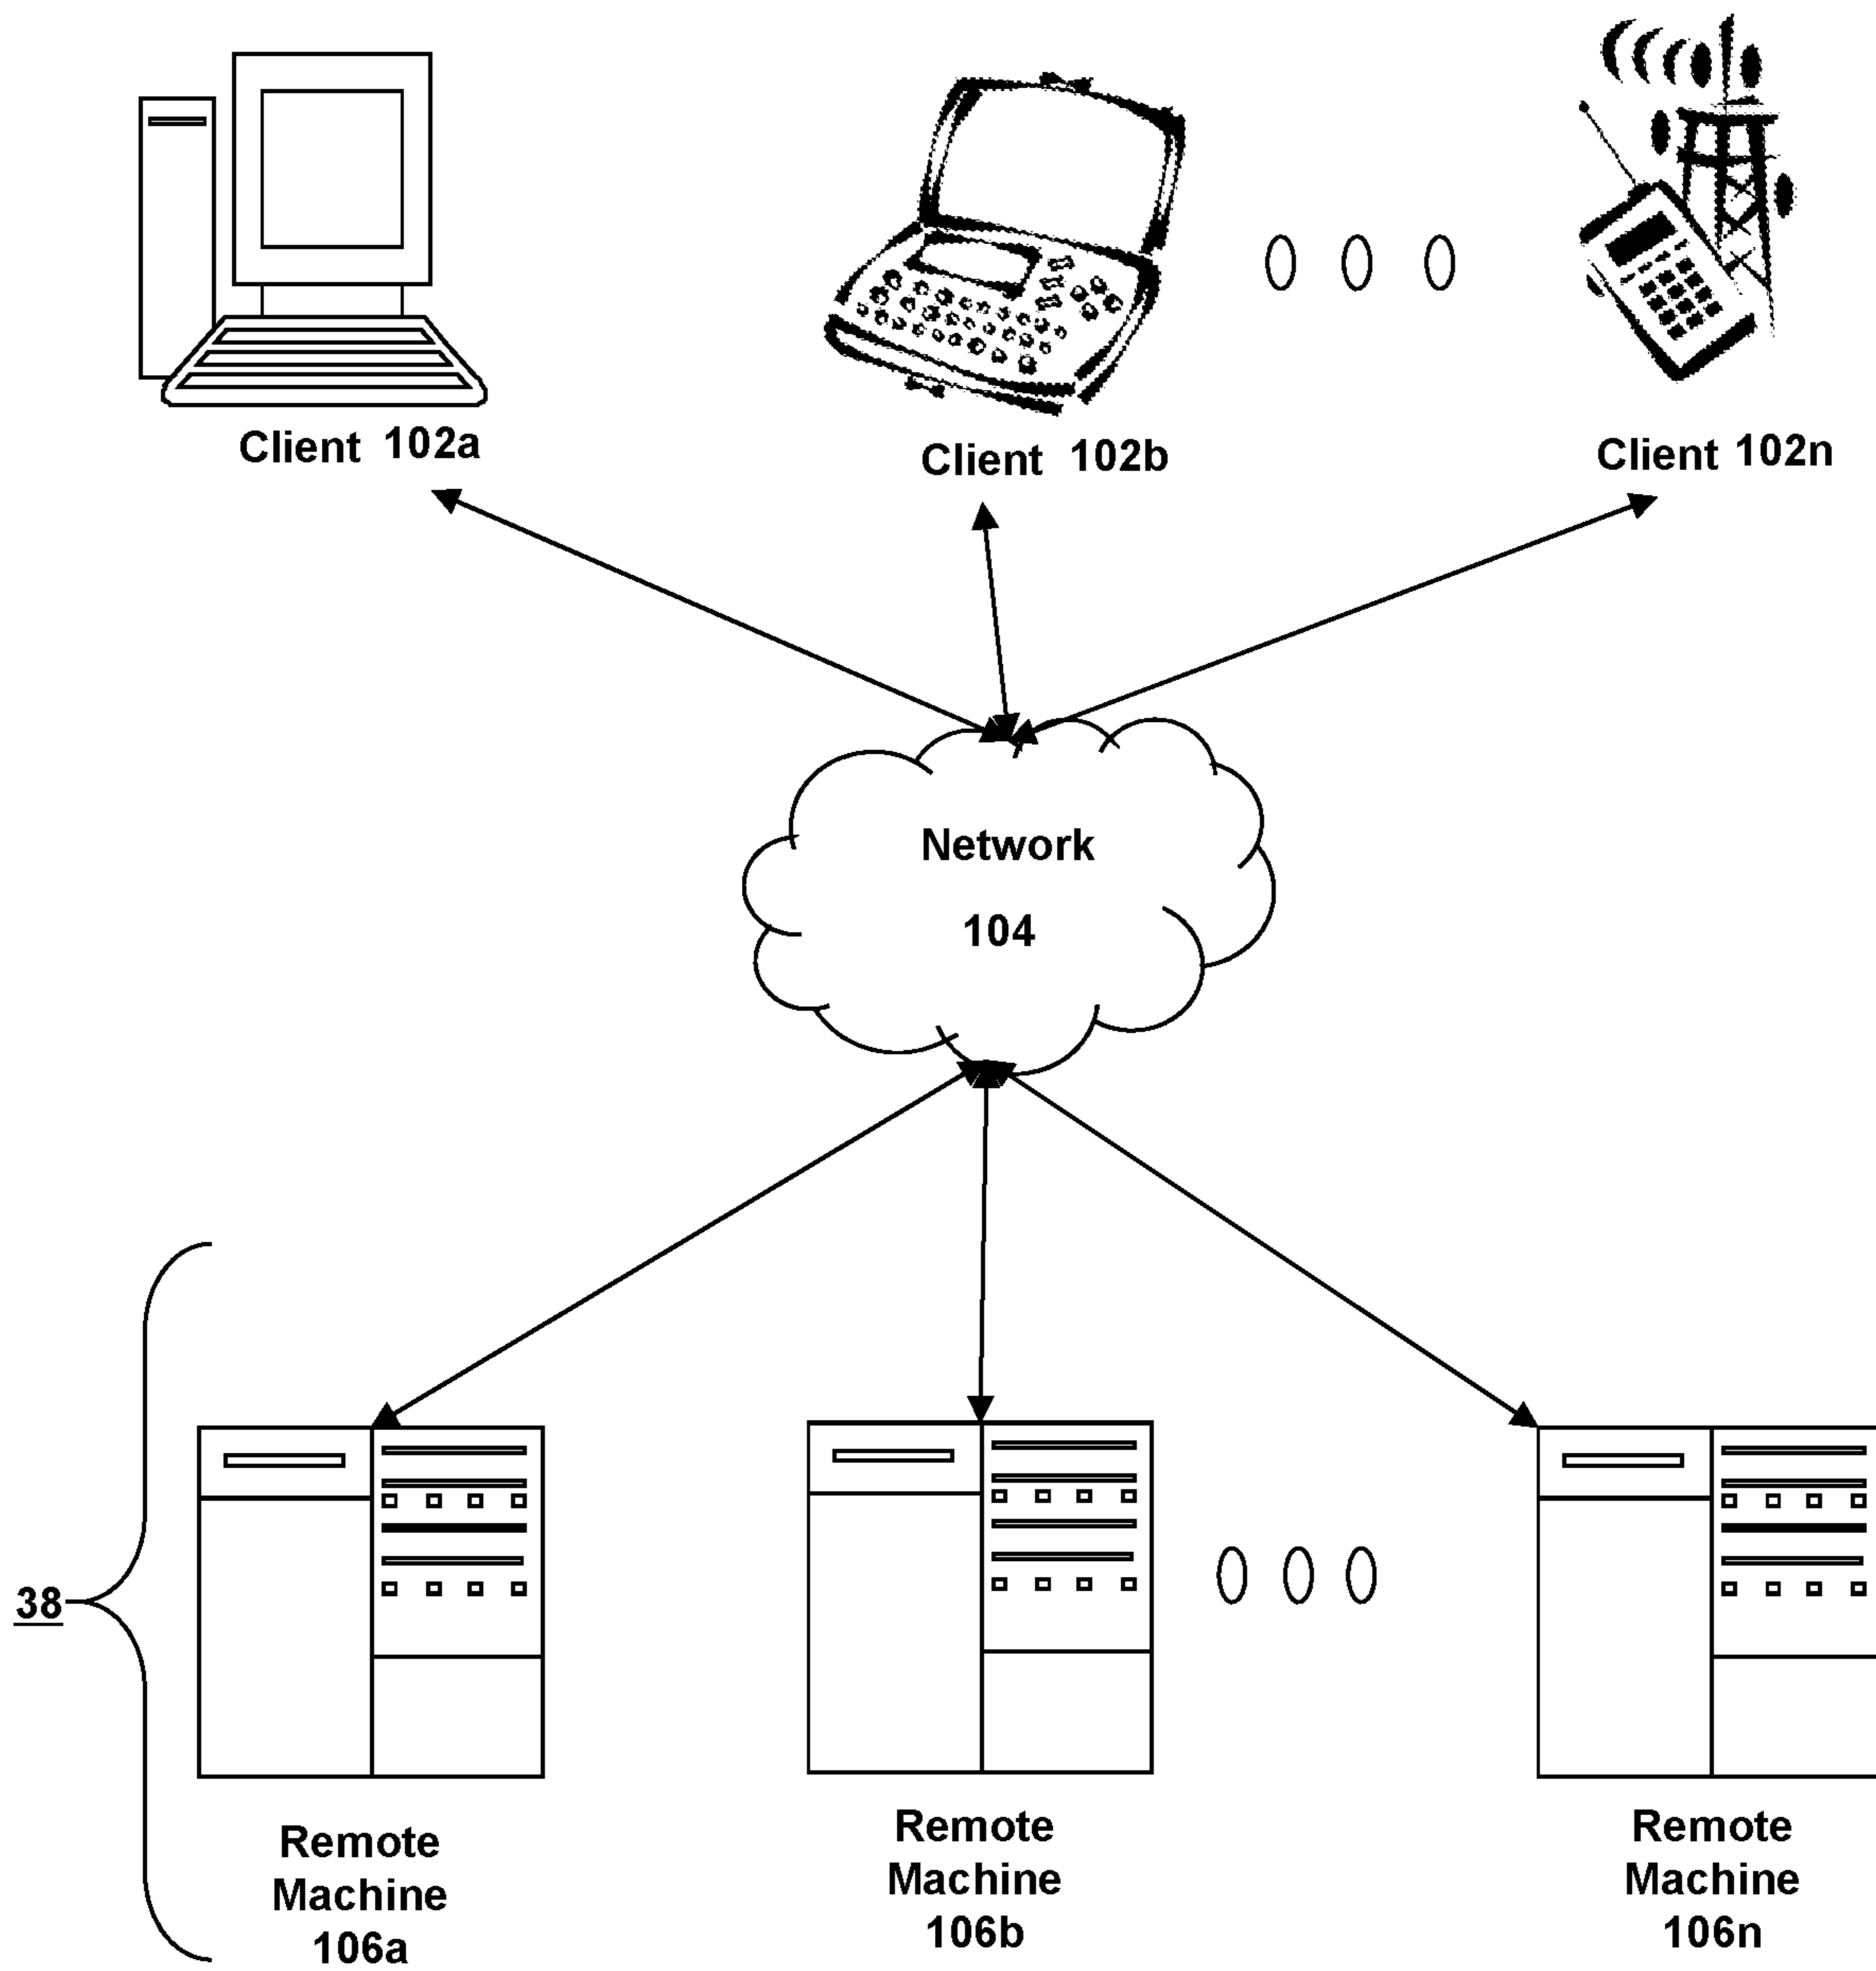 Client 102a
Client 102b
Client 102n
Network
104
38
Remote
Machine
106a
Remote
Machine
106b
Remote
Machine
106n